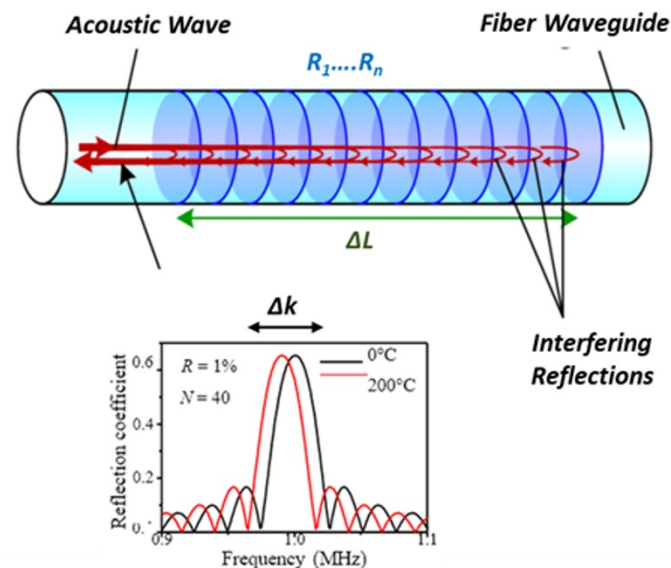 Acoustic Wave
Fiber Waveguide
R1....Rn
ΔL
Δk
Interfering
Reflections
0.6
0.4
0.2
0.
R = 1%
N = 40
0°C
200°C
Reflection coefficient
0.9
1.0
1.1
Frequency (MHz)